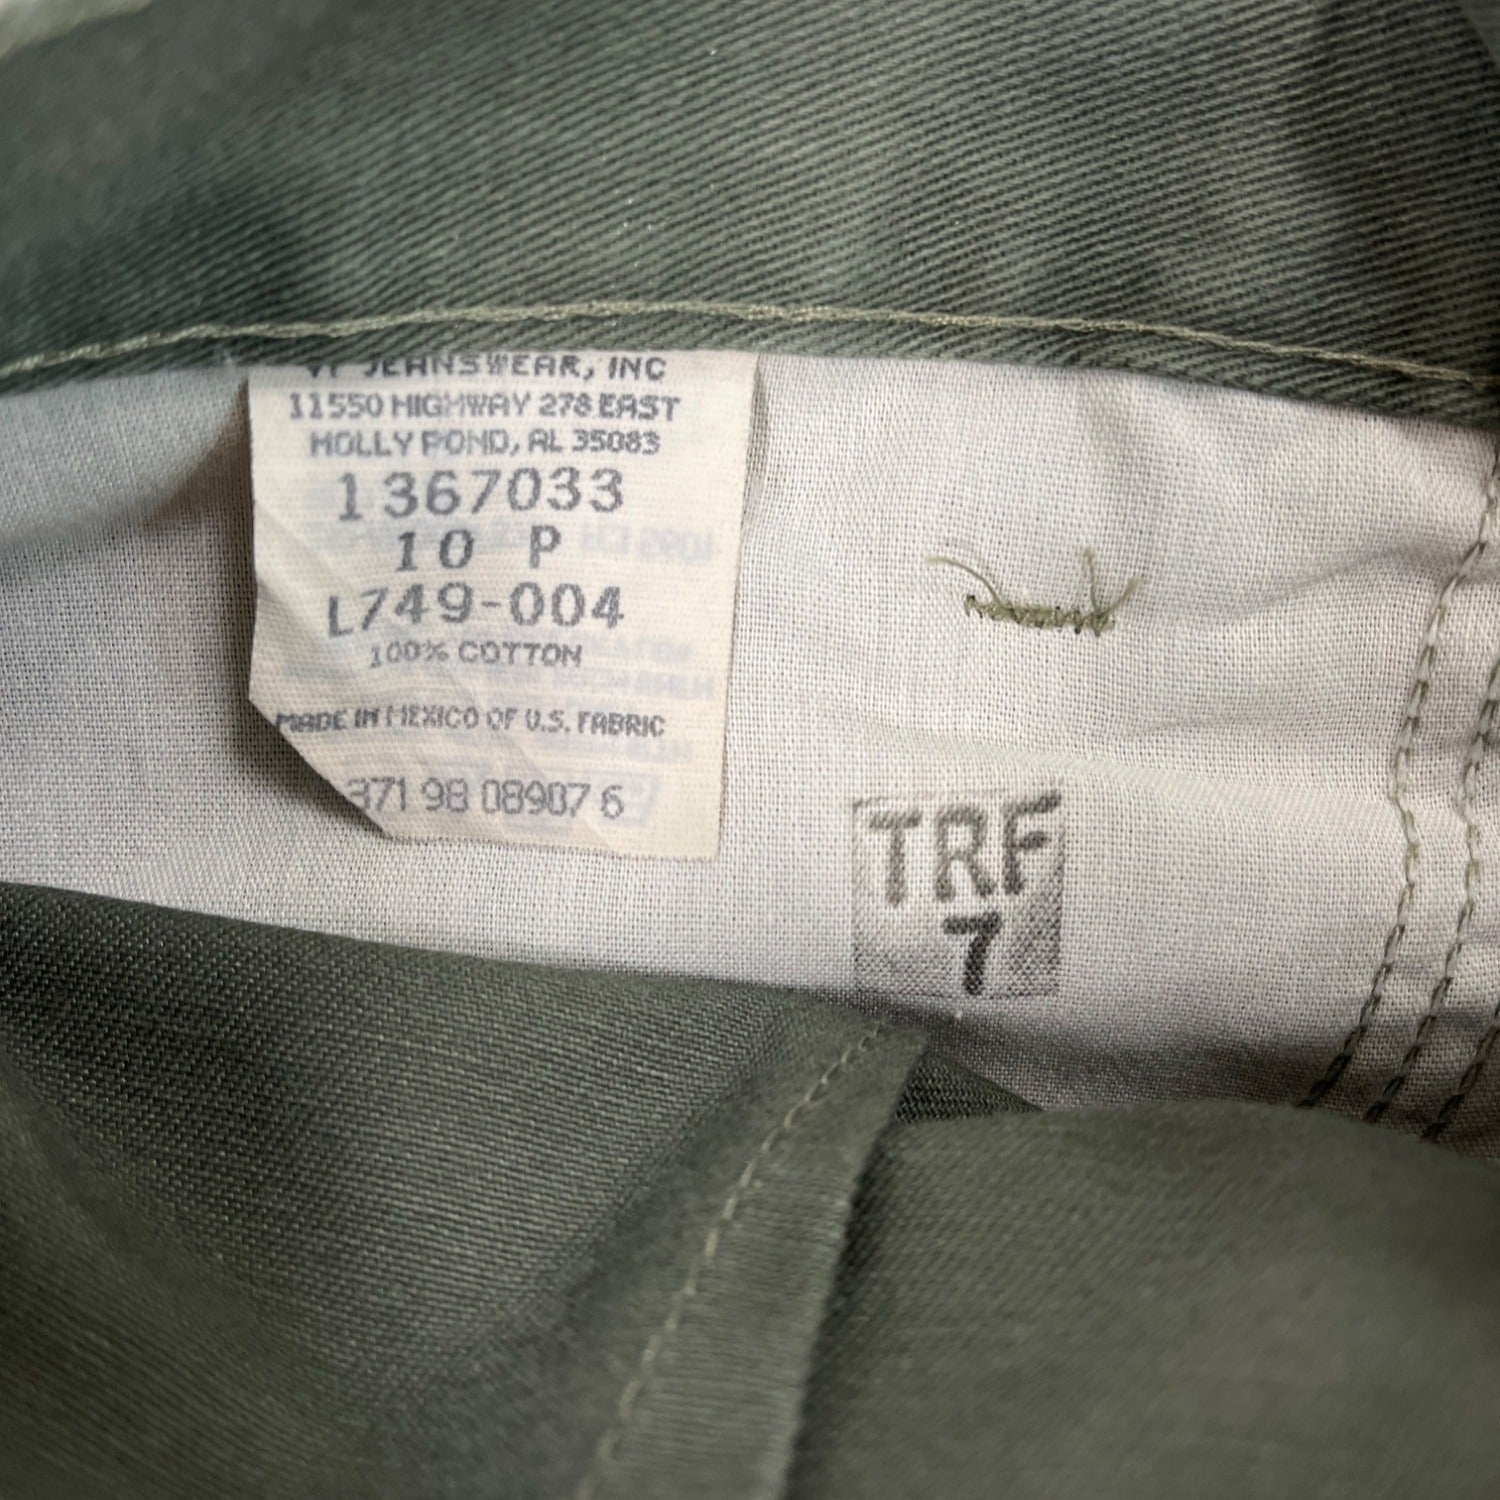 VF JEANSWEAR, INC
11550 HIGHWAY 278 EAST
HOLLY POND, AL 35083
1367033
10 P
L749-004
100% COTTON
MADE IN MEXICO OF U.S. FABRIC
371 98 08907 6
TRF
7